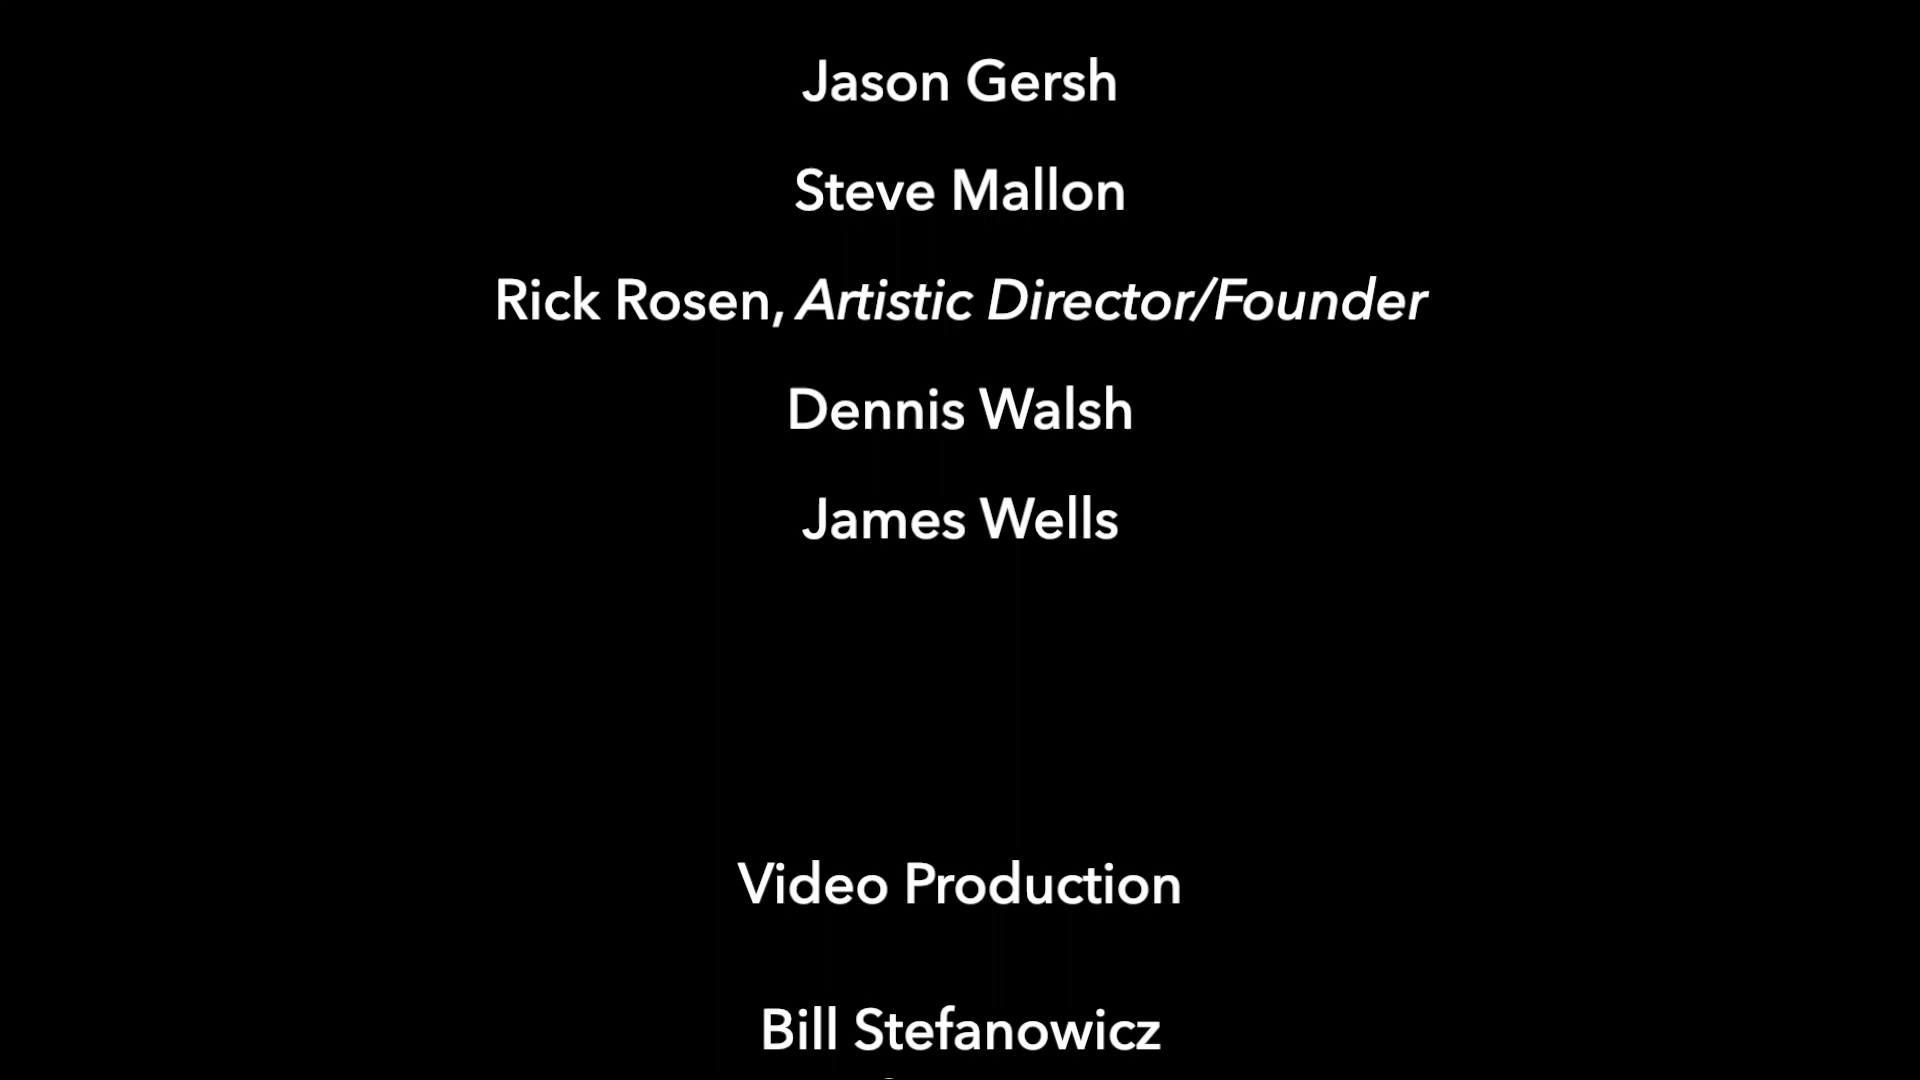 Jason Gersh
Steve Mallon
Rick Rosen, Artistic Director/Founder
Dennis Walsh
James Wells
Video Production
Bill Stefanowicz